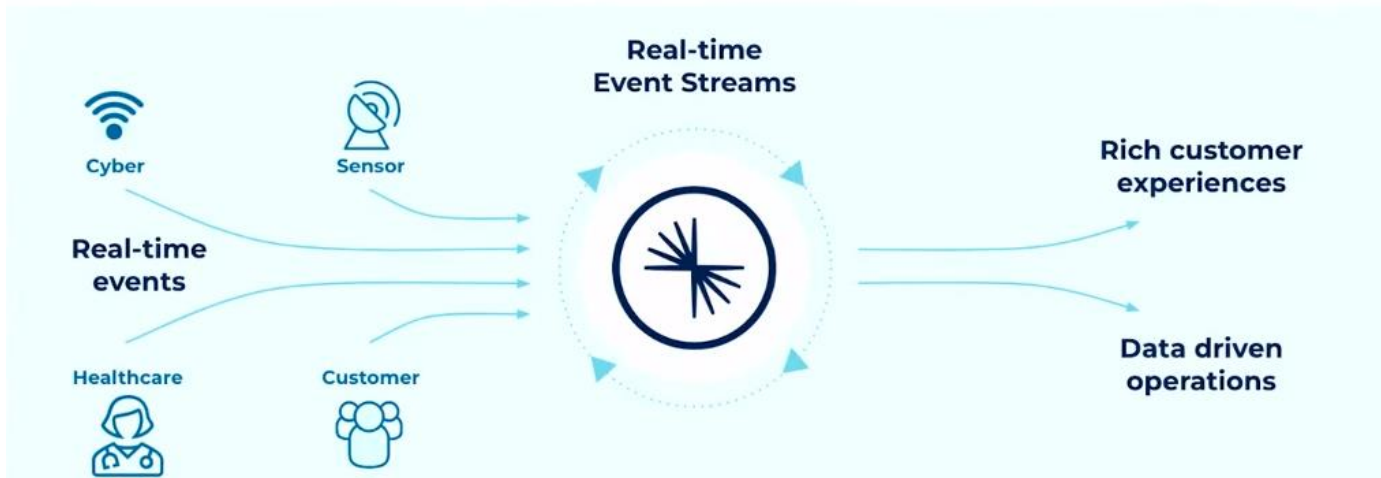 Real-time
Event Streams
Cyber
Sensor
Real-time
events
Healthcare
Customer
Rich customer
experiences
Data driven
operations